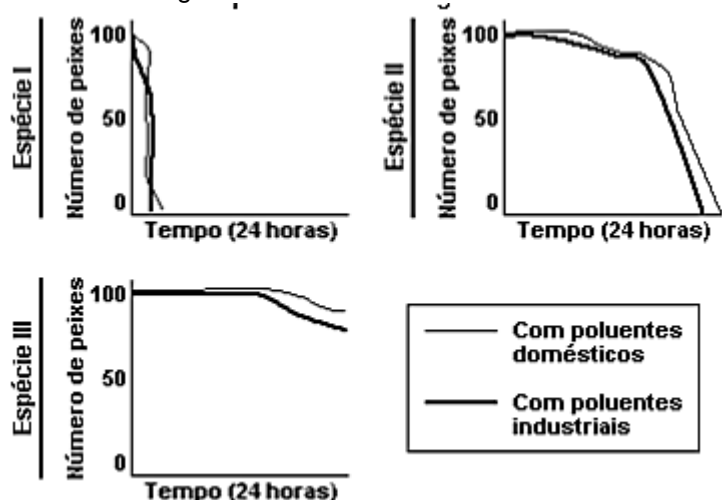 Espécie I
Número de peixes
100
50
0
Tempo (24 horas)
Espécie II
Número de peixes
100
50
0
Tempo (24 horas)
Espécie III
Número de peixes
100
50
0
Tempo (24 horas)
Com poluentes
domésticos
Com poluentes
industriais